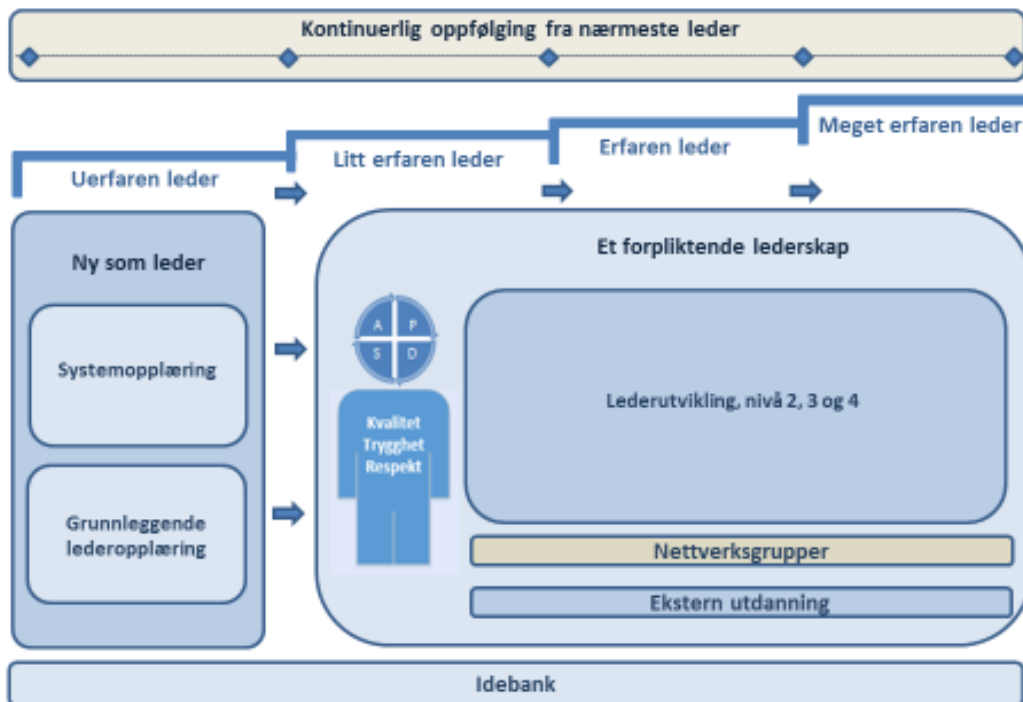 Kontinuerlig oppfølging fra nærmeste leder
Meget erfaren leder
Erfaren leder
Litt erfaren leder
Uerfaren leder
Ny som leder
Systemopplæring
Grunnleggende
lederopplæring
Et forpliktende lederskap
A P
S D
Kvalitet
Trygghet
Respekt
Lederutvikling, nivå 2, 3 og 4
Nettverksgrupper
Ekstern utdanning
Idebank